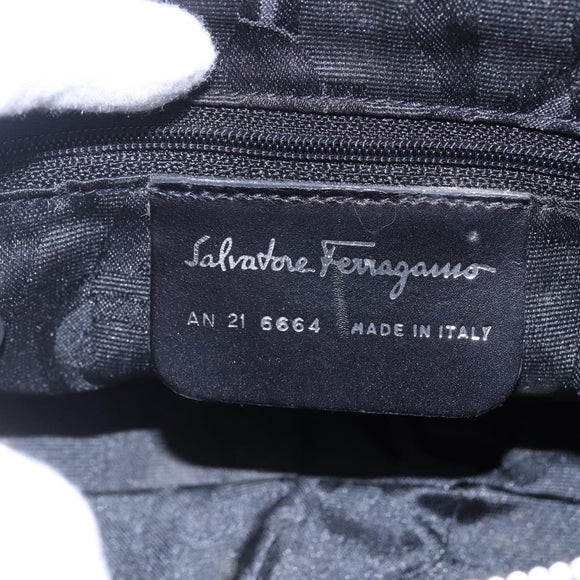 Salvatore Ferragamo
AN 21 6664 MADE IN ITALY